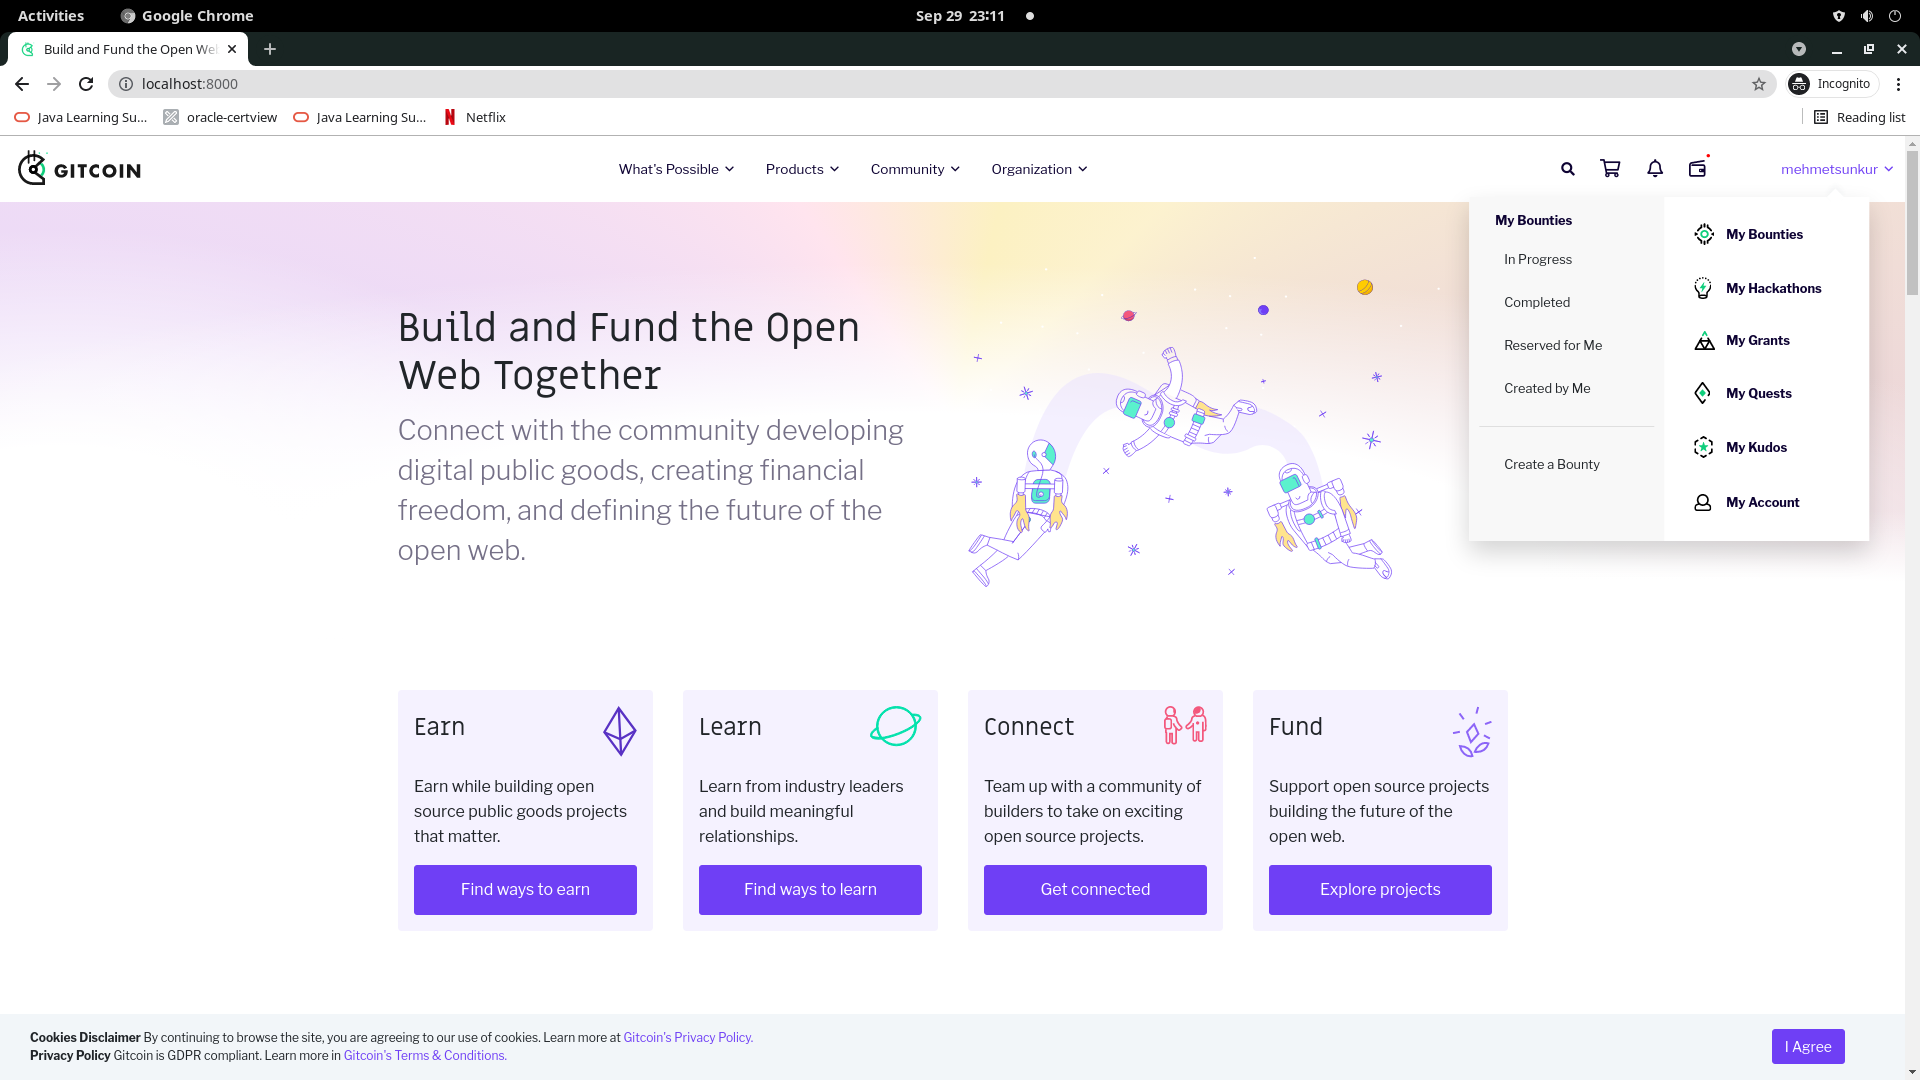 Activities
Google Chrome
Sep 29 23:11
Build and Fund the Open We
localhost:8000
Incognito
Java Learning Su...
oracle-certview
Java Learning Su...
Netflix
Reading list
GITCOIN
What's Possible
Products
Community
Organization
mehmetsunkur
My Bounties
In Progress
Completed
Reserved for Me
Created by Me
Create a Bounty
My Bounties
My Hackathons
My Grants
My Quests
My Kudos
My Account
Build and Fund the Open
Web Together
Connect with the community developing
digital public goods, creating financial
freedom, and defining the future of the
open web.
Earn
Earn while building open
source public goods projects
that matter.
Find ways to earn
Learn
Learn from industry leaders
and build meaningful
relationships.
Find ways to learn
Connect
Team up with a community of
builders to take on exciting
open source projects.
Get connected
Fund
Support open source projects
building the future of the
open web.
Explore projects
Cookies Disclaimer By continuing to browse the site, you are agreeing to our use of cookies. Learn more at Gitcoin's Privacy Policy.
Privacy Policy Gitcoin is GDPR compliant. Learn more in Gitcoin's Terms & Conditions.
I Agree